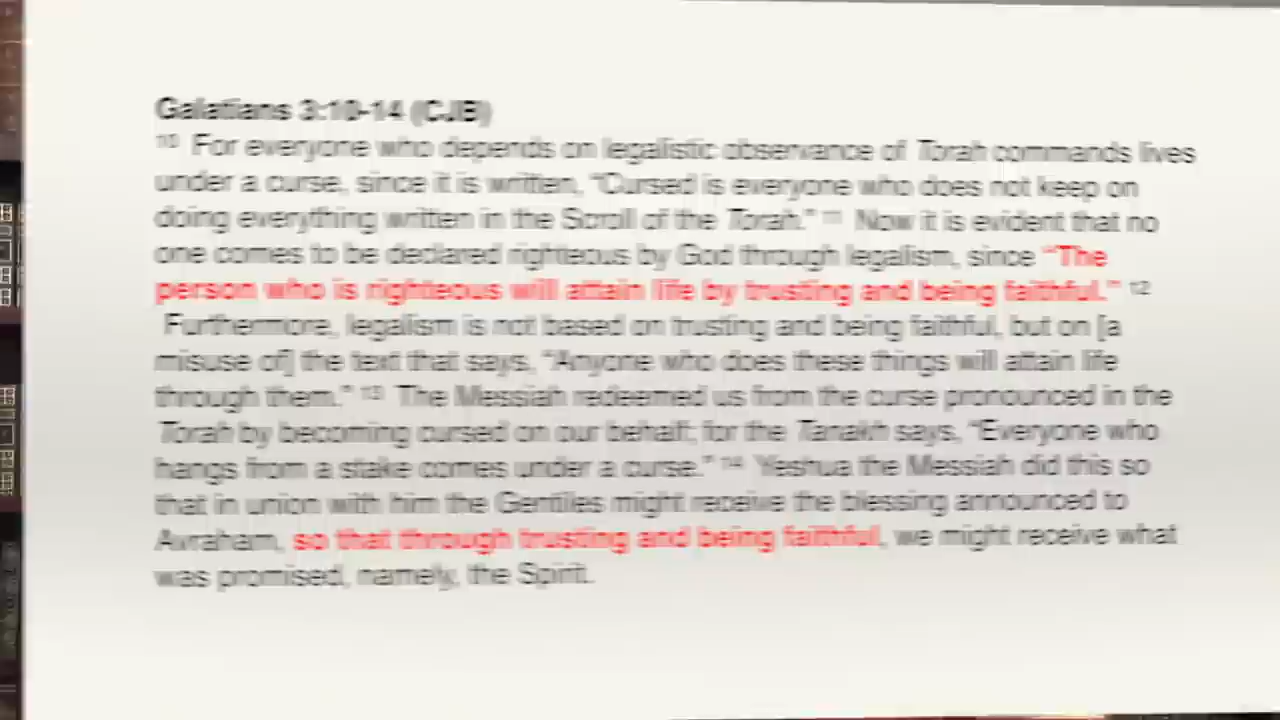 Galatians 3:10-14 (CJB)
10 For everyone who depends on legalistic observance of Torah commands lives
under a curse, since it is written, “Cursed is everyone who does not keep on
doing everything written in the Scroll of the Torah.” 11 Now it is evident that no
one comes to be declared righteous by God through legalism, since “The
person who is righteous will attain life by trusting and being faithful.” 12
Furthermore, legalism is not based on trusting and being faithful, but on [a
misuse of] the text that says, “Anyone who does these things will attain life
through them.” 13 The Messiah redeemed us from the curse pronounced in the
Torah by becoming cursed on our behalf; for the Tanakh says, “Everyone who
hangs from a stake comes under a curse.” 14 Yeshua the Messiah did this so
that in union with him the Gentiles might receive the blessing announced to
Avraham, so that through trusting and being faithful, we might receive what
was promised, namely, the Spirit.